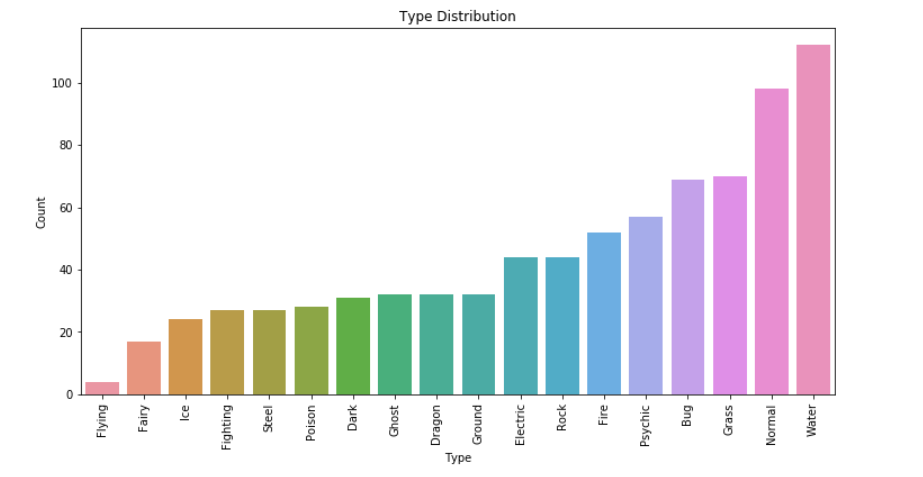 Type Distribution
Count
100
80
60
40
20
0
Flying
Fairy
Ice
Fighting
Steel
Poison
Dark
Ghost
Dragon
Ground
Electric
Rock
Fire
Psychic
Bug
Grass
Normal
Water
Type